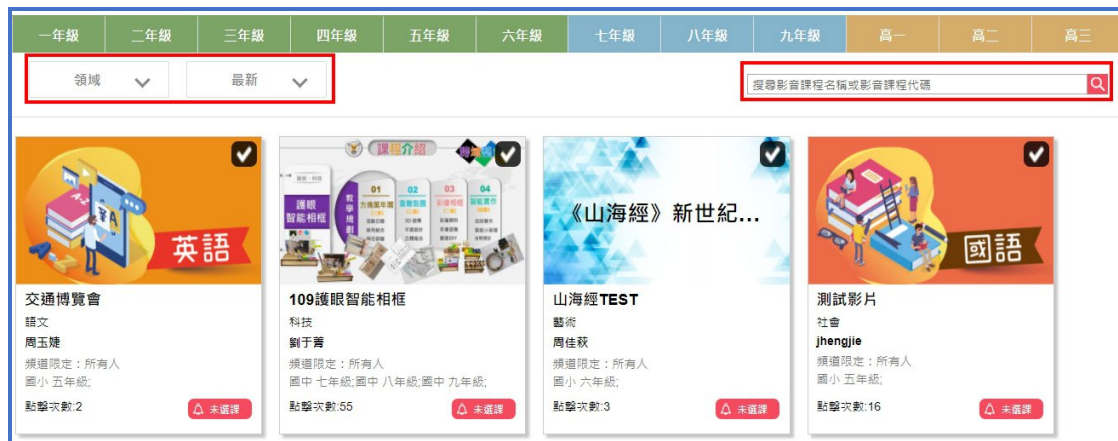 一年級 二年級 三年級 四年級 五年級 六年級 七年級 八年級 九年級 高一 高二 高三
領域 最新 搜尋影音課程名稱或影音課程代碼
英語
交通博覽會
語文
周玉婕
頻道限定：所有人
國小 五年級;
點擊次數:2 未選課
課程介紹
護眼
智能相框
01 02 03 04
109護眼智能相框
科技
劉于菁
頻道限定：所有人
國中 七年級;國中 八年級;國中 九年級;
點擊次數:55 未選課
《山海經》新世紀...
山海經TEST
藝術
周佳萩
頻道限定：所有人
國小 六年級;
點擊次數:3 未選課
國語
測試影片
社會
jhengjie
頻道限定：所有人
國小 五年級;
點擊次數:16 未選課